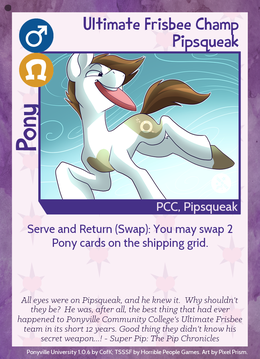 Ultimate Frisbee Champ
Pipsqueak
Pony
PCC, Pipsqueak
Serve and Return (Swap): You may swap 2
Pony cards on the shipping grid.
All eyes were on Pipsqueak, and he knew it. Why shouldn't
they be? He was, after all, the best thing that had ever
happened to Ponyville Community College's Ultimate Frisbee
team in its short 12 years. Good thing they didn't know his
secret weapon...! - Super Pip: The Pip Chronicles
Ponyville University 1.0.6 by CofK, TSSSF by Horrible People Games. Art by Pixel Prism.